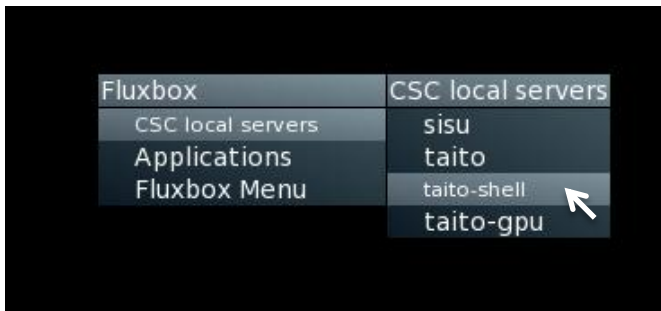 Fluxbox
CSC local servers
Applications
Fluxbox Menu
CSC local servers
sisu
taito
taito-shell
taito-gpu